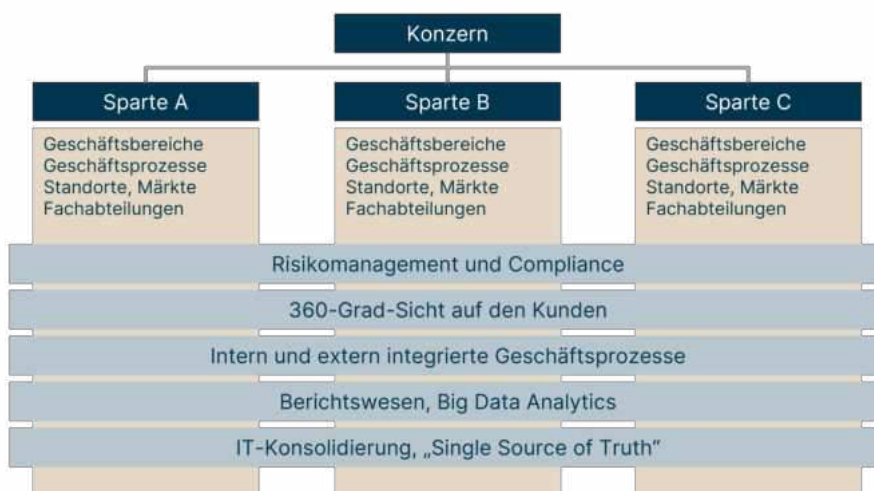 Konzern
Sparte A
Sparte B
Sparte C
Geschäftsbereiche
Geschäftsprozesse
Standorte, Märkte
Fachabteilungen
Geschäftsbereiche
Geschäftsprozesse
Standorte, Märkte
Fachabteilungen
Geschäftsbereiche
Geschäftsprozesse
Standorte, Märkte
Fachabteilungen
Risikomanagement und Compliance
360-Grad-Sicht auf den Kunden
Intern und extern integrierte Geschäftsprozesse
Berichtswesen, Big Data Analytics
IT-Konsolidierung, „Single Source of Truth“